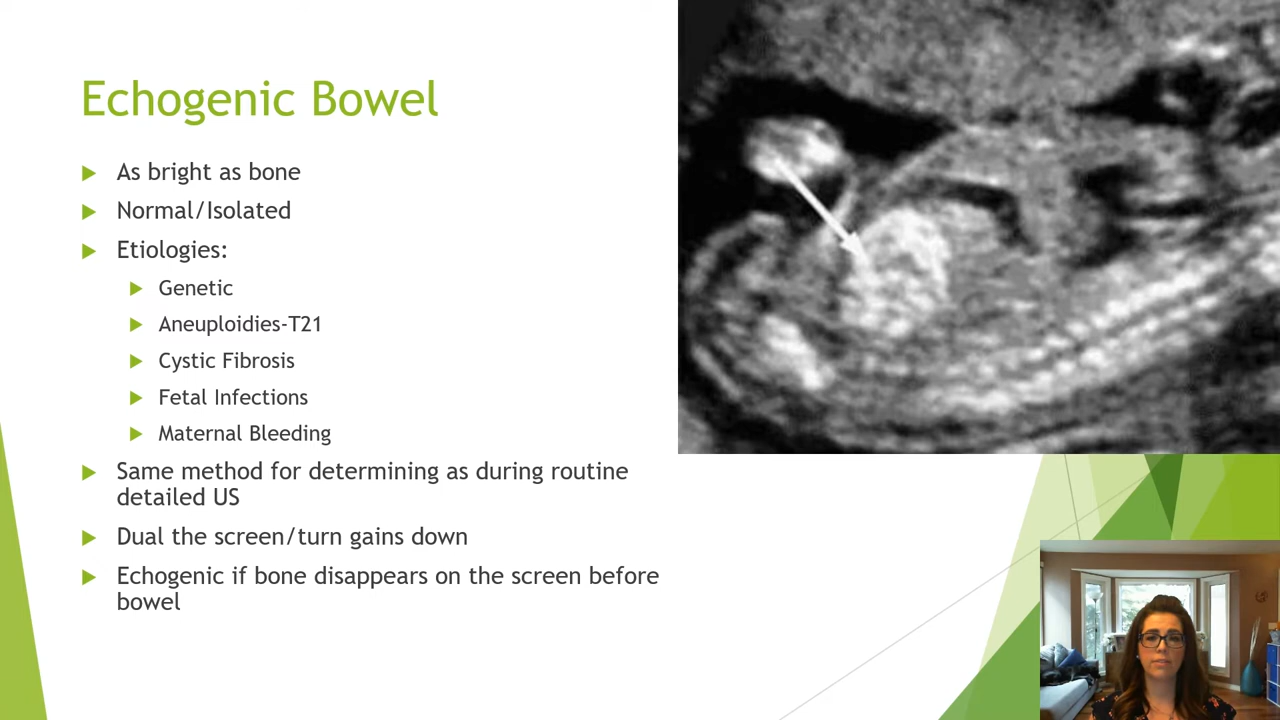 Echogenic Bowel
As bright as bone
Normal/Isolated
Etiologies:
Genetic
Aneuploidies-T21
Cystic Fibrosis
Fetal Infections
Maternal Bleeding
Same method for determining as during routine
detailed US
Dual the screen/turn gains down
Echogenic if bone disappears on the screen before
bowel